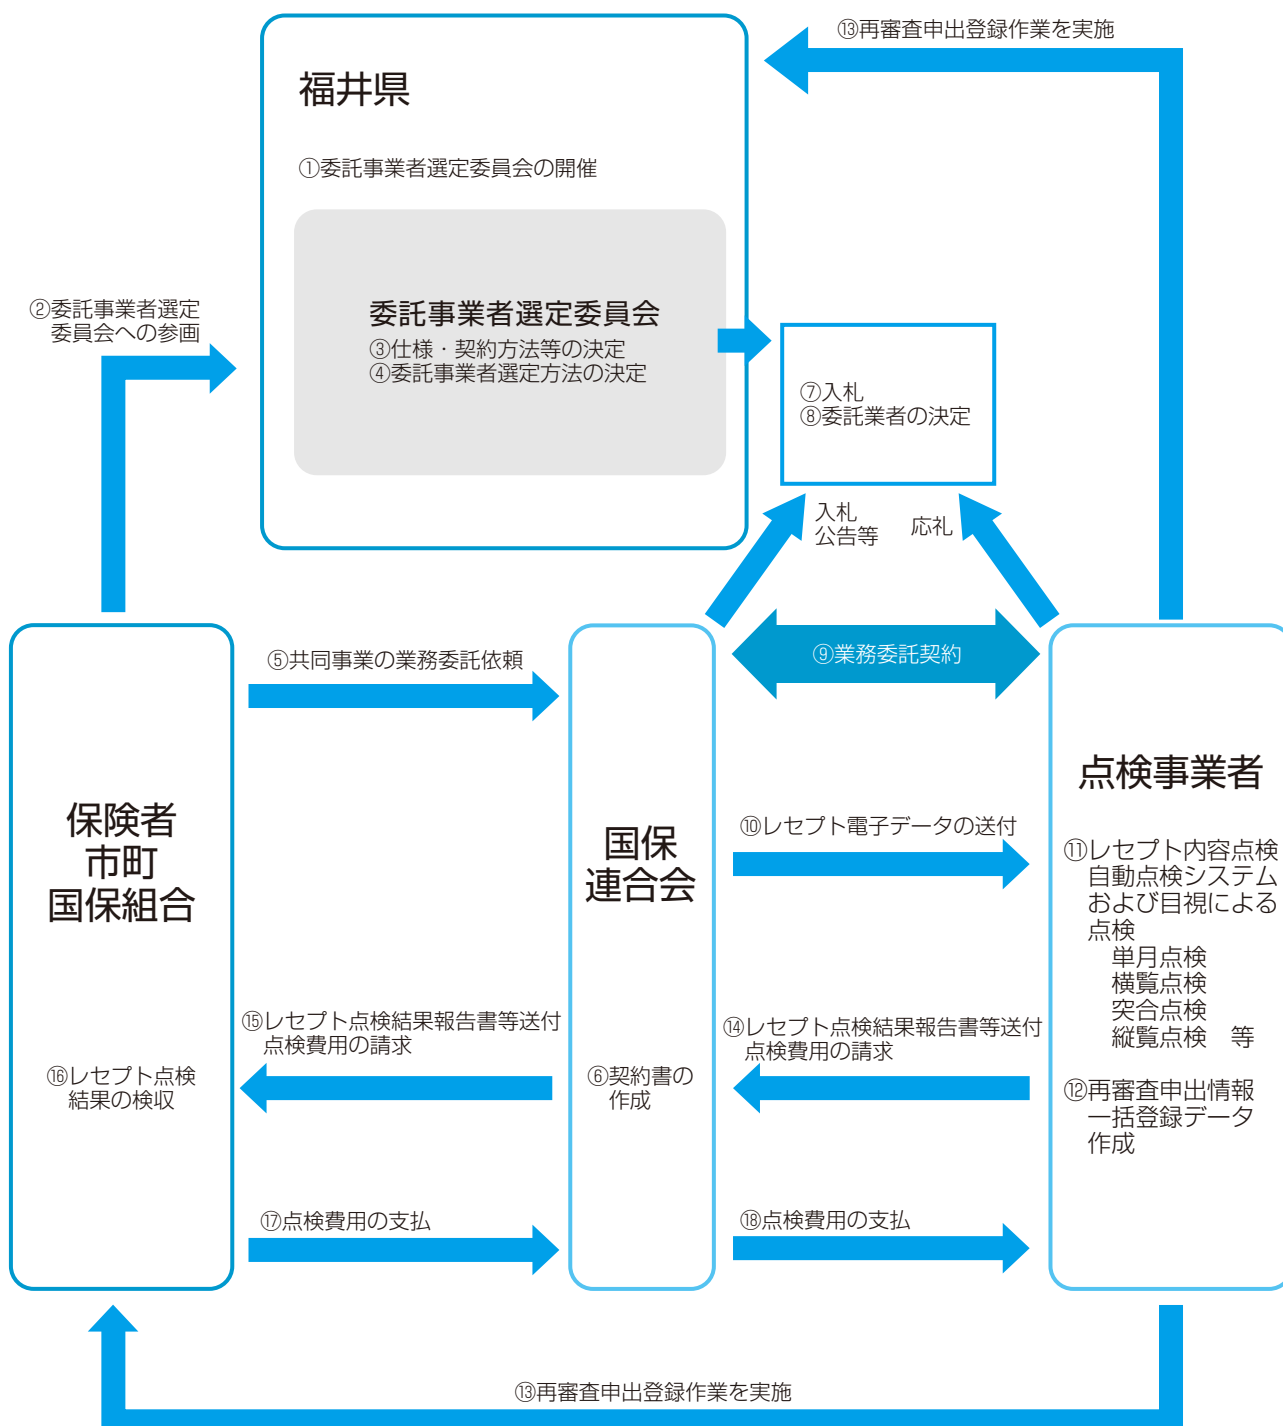 ⑬再審査申出登録作業を実施
福井県
①委託事業者選定委員会の開催
②委託事業者選定
委員会への参画
委託事業者選定委員会
③仕様・契約方法等の決定
④委託事業者選定方法の決定
⑦入札
⑧委託業者の決定
入札
公告等
応札
⑤共同事業の業務委託依頼
⑨業務委託契約
保険者
市町
国保組合
国保
連合会
点検事業者
⑩レセプト電子データの送付
⑪レセプト内容点検
自動点検システム
および目視による
点検
単月点検
横覧点検
突合点検
縦覧点検 等
⑮レセプト点検結果報告書等送付
点検費用の請求
⑭レセプト点検結果報告書等送付
点検費用の請求
⑯レセプト点検
結果の検収
⑥契約書の
作成
⑫再審査申出情報
一括登録データ
作成
⑰点検費用の支払
⑱点検費用の支払
⑬再審査申出登録作業を実施